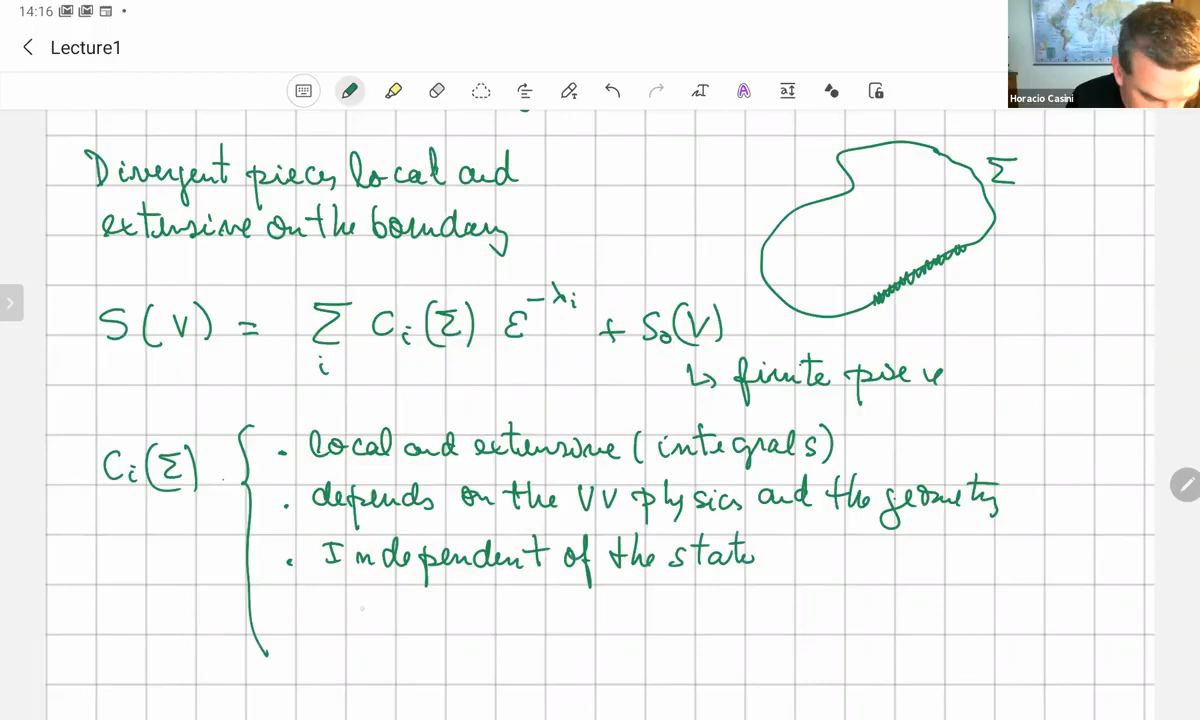 14:16
Lecture1
Horacio Casini
Divergent pieces local and
extensive on the boundary
Σ
S(V) = Σ_i C_i(Σ) ε^{-λ_i} + S_0(V)
↳ finite piece
C_i(Σ) { · local and extensive (integrals)
· depends on the UV physics and the geometry
· Independent of the state